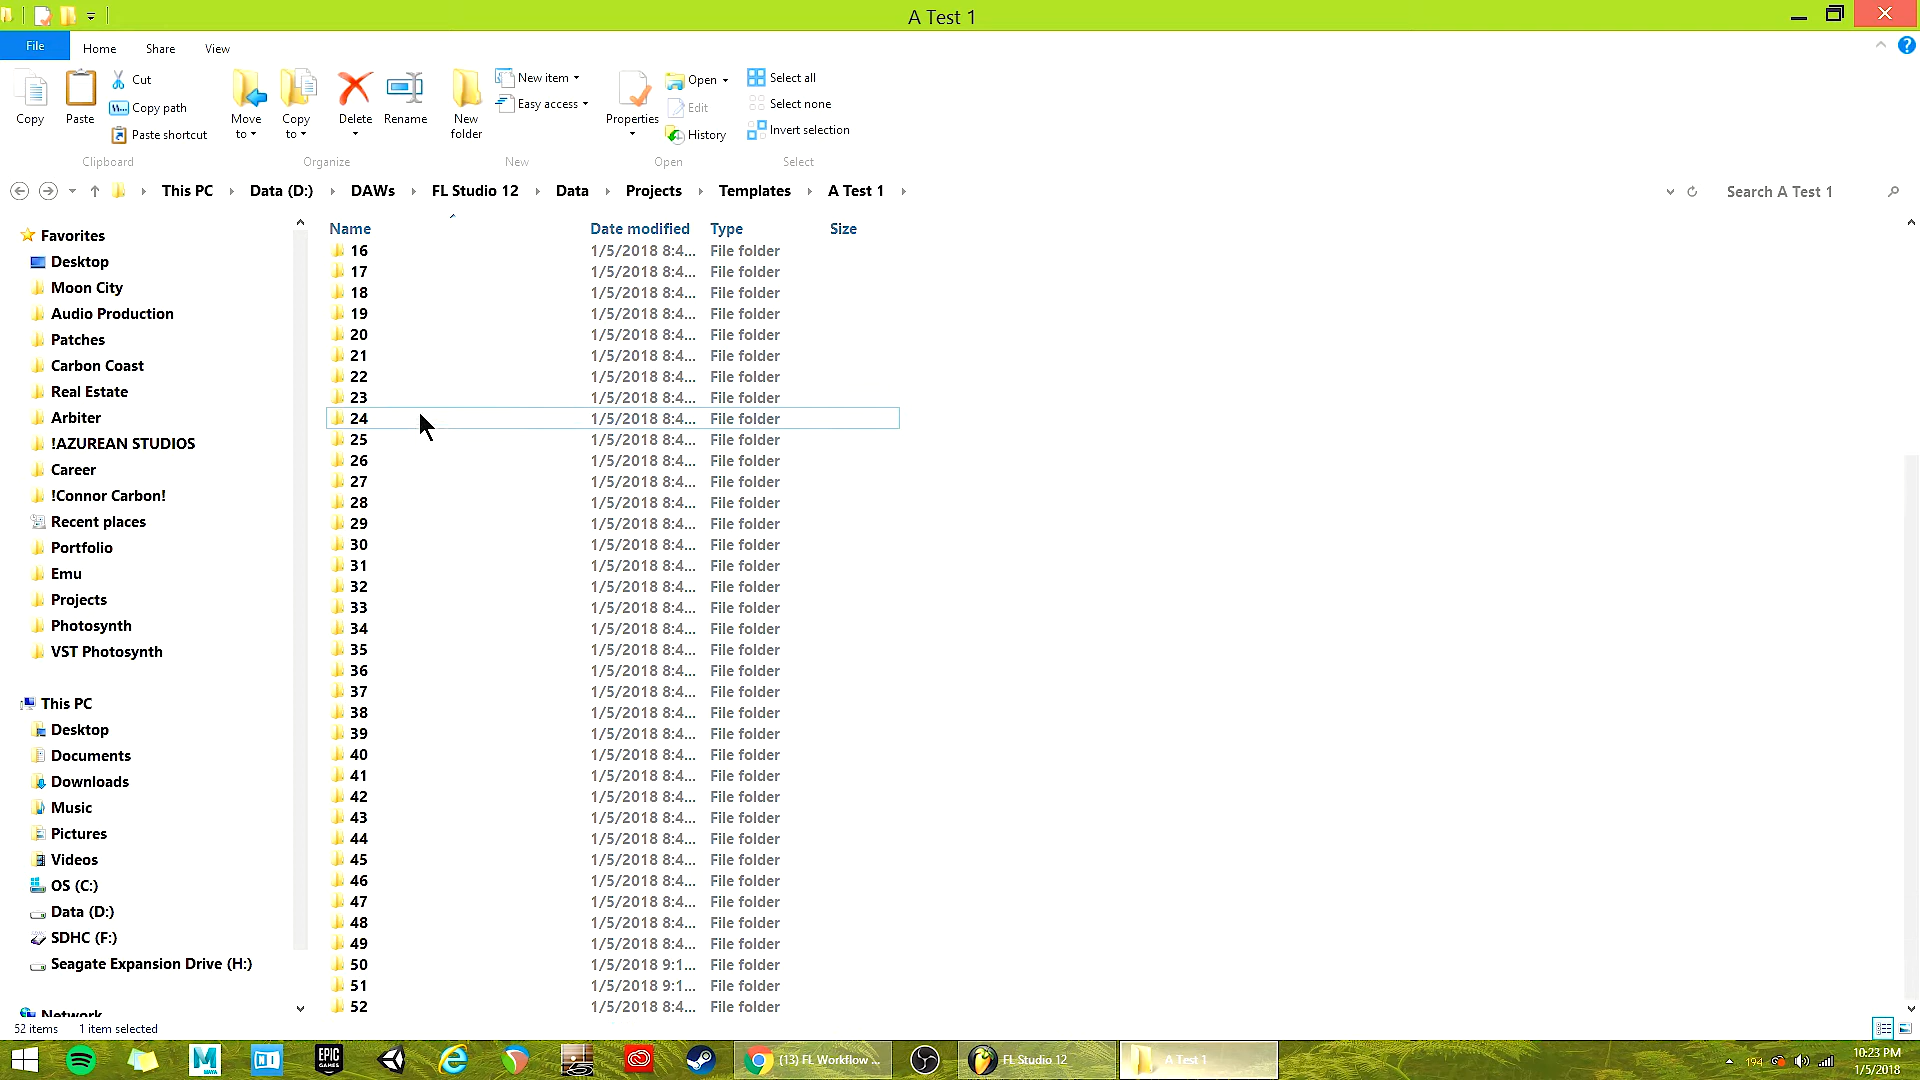 A Test 1
File Home Share View
Copy Paste Cut Copy path Paste shortcut Clipboard
Move to Copy to Delete Rename Organize
New folder New item Easy access New
Properties Open Edit History Open
Select all Select none Invert selection Select
This PC Data (D:) DAWs FL Studio 12 Data Projects Templates A Test 1
Search A Test 1
Favorites
Desktop
Moon City
Audio Production
Patches
Carbon Coast
Real Estate
Arbiter
!AZUREAN STUDIOS
Career
!Connor Carbon!
Recent places
Portfolio
Emu
Projects
Photosynth
VST Photosynth
This PC
Desktop
Documents
Downloads
Music
Pictures
Videos
OS (C:)
Data (D:)
SDHC (F:)
Seagate Expansion Drive (H:)
Network
Name Date modified Type Size
16 1/5/2018 8:4... File folder
17 1/5/2018 8:4... File folder
18 1/5/2018 8:4... File folder
19 1/5/2018 8:4... File folder
20 1/5/2018 8:4... File folder
21 1/5/2018 8:4... File folder
22 1/5/2018 8:4... File folder
23 1/5/2018 8:4... File folder
24 1/5/2018 8:4... File folder
25 1/5/2018 8:4... File folder
26 1/5/2018 8:4... File folder
27 1/5/2018 8:4... File folder
28 1/5/2018 8:4... File folder
29 1/5/2018 8:4... File folder
30 1/5/2018 8:4... File folder
31 1/5/2018 8:4... File folder
32 1/5/2018 8:4... File folder
33 1/5/2018 8:4... File folder
34 1/5/2018 8:4... File folder
35 1/5/2018 8:4... File folder
36 1/5/2018 8:4... File folder
37 1/5/2018 8:4... File folder
38 1/5/2018 8:4... File folder
39 1/5/2018 8:4... File folder
40 1/5/2018 8:4... File folder
41 1/5/2018 8:4... File folder
42 1/5/2018 8:4... File folder
43 1/5/2018 8:4... File folder
44 1/5/2018 8:4... File folder
45 1/5/2018 8:4... File folder
46 1/5/2018 8:4... File folder
47 1/5/2018 8:4... File folder
48 1/5/2018 8:4... File folder
49 1/5/2018 8:4... File folder
50 1/5/2018 9:1... File folder
51 1/5/2018 9:1... File folder
52 1/5/2018 8:4... File folder
52 items 1 item selected
M MAYA EPIC GAMES (13) FL Workflow ... FL Studio 12 A Test 1 194
10:23 PM
1/5/2018